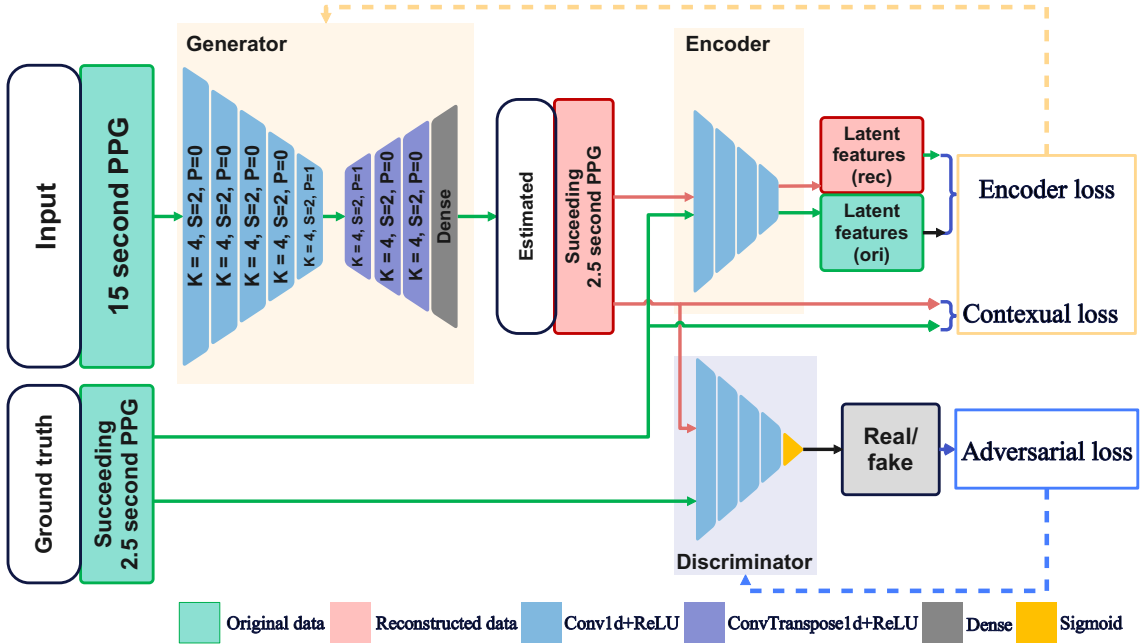 Generator
Encoder
Input
15 second PPG
K = 4, S=2, P=0
K = 4, S=2, P=0
K = 4, S=2, P=0
K = 4, S=2, P=0
K = 4, S=2, P=1
K = 4, S=2, P=1
K = 4, S=2, P=0
K = 4, S=2, P=0
Dense
Estimated
Succeeding
2.5 second PPG
Latent
features
(rec)
Latent
features
(ori)
Encoder loss
Contexual loss
Ground truth
Succeeding
2.5 second PPG
Real/
fake
Adversarial loss
Discriminator
Original data
Reconstructed data
Conv1d+ReLU
ConvTranspose1d+ReLU
Dense
Sigmoid